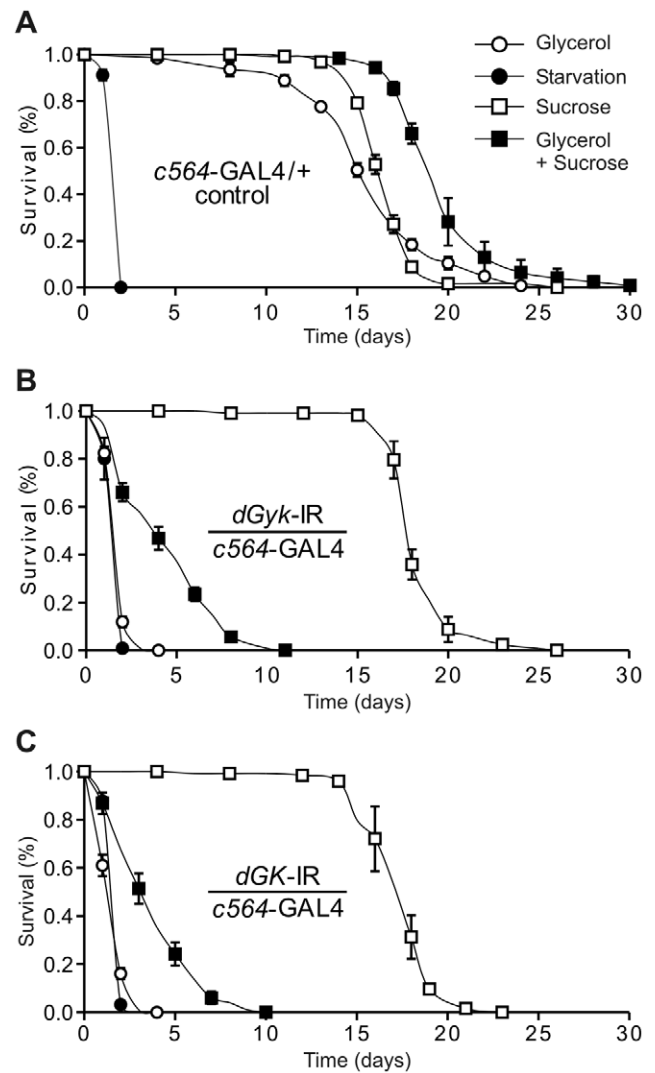 A
Glycerol
Starvation
Sucrose
Glycerol
+ Sucrose
c564-GAL4/+
control
Survival (%)
1.0
0.8
0.6
0.4
0.2
0.0
0 5 10 15 20 25 30
Time (days)
B
dGyk-IR
c564-GAL4
Survival (%)
1.0
0.8
0.6
0.4
0.2
0.0
0 5 10 15 20 25 30
Time (days)
C
dGK-IR
c564-GAL4
Survival (%)
1.0
0.8
0.6
0.4
0.2
0.0
0 5 10 15 20 25 30
Time (days)